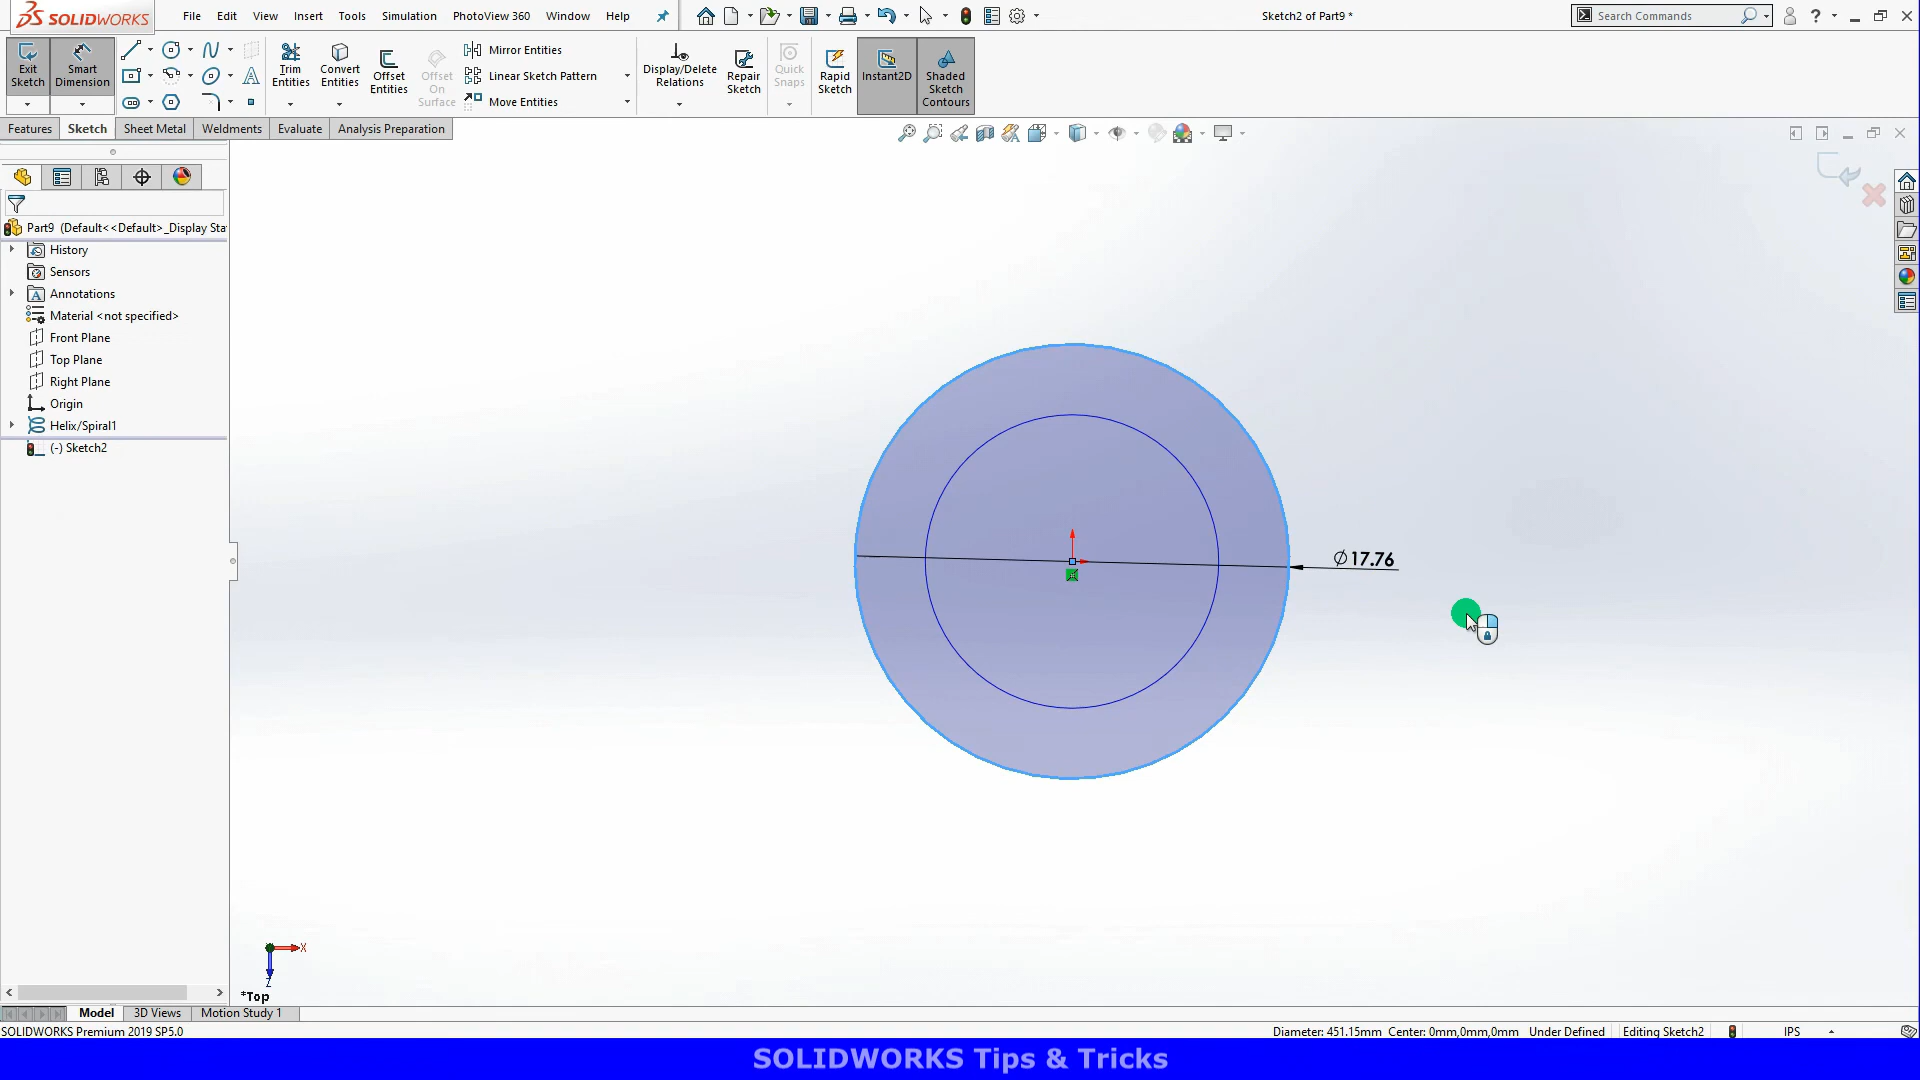 SOLIDWORKS File Edit View Insert Tools Simulation PhotoView 360 Window Help Sketch2 of Part9 * Search Commands
Exit Sketch
Smart Dimension
Trim Entities
Convert Entities
Offset Entities
Offset On Surface
Mirror Entities
Linear Sketch Pattern
Move Entities
Display/Delete Relations
Repair Sketch
Quick Snaps
Rapid Sketch
Instant2D
Shaded Sketch Contours
Features Sketch Sheet Metal Weldments Evaluate Analysis Preparation
Part9 (Default<<Default>_Display Sta
History
Sensors
Annotations
Material <not specified>
Front Plane
Top Plane
Right Plane
Origin
Helix/Spiral1
(-) Sketch2
∅17.76
X
Z
*Top
Model 3D Views Motion Study 1
SOLIDWORKS Premium 2019 SP5.0 Diameter: 451.15mm Center: 0mm,0mm,0mm Under Defined Editing Sketch2 IPS
SOLIDWORKS Tips & Tricks